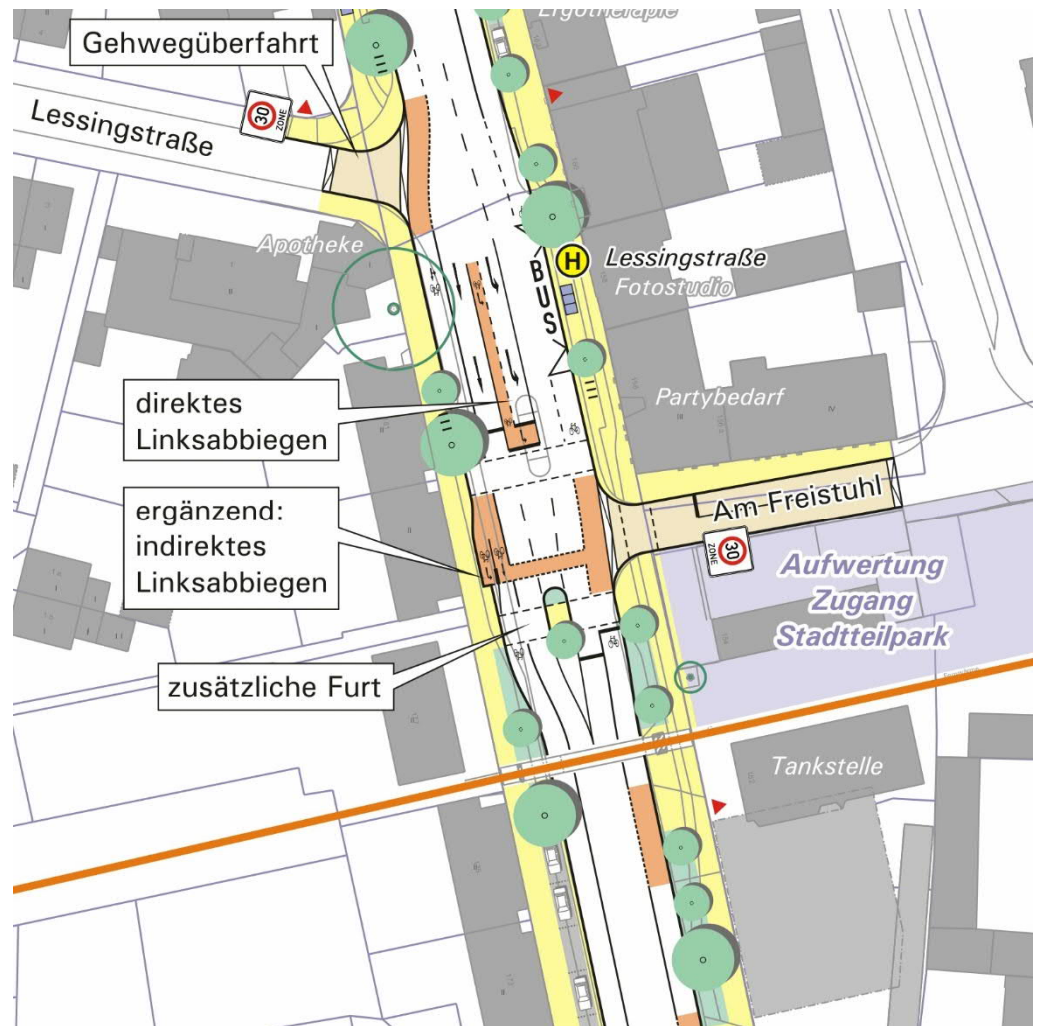 Ergotherapie
Gehwegüberfahrt
30
ZONE
Lessingstraße
Apotheke
H
Lessingstraße
Fotostudio
BUS
direktes
Linksabbiegen
Partybedarf
ergänzend:
indirektes
Linksabbiegen
Am Freistuhl
30
ZONE
Aufwertung
Zugang
Stadtteilpark
zusätzliche Furt
Tankstelle